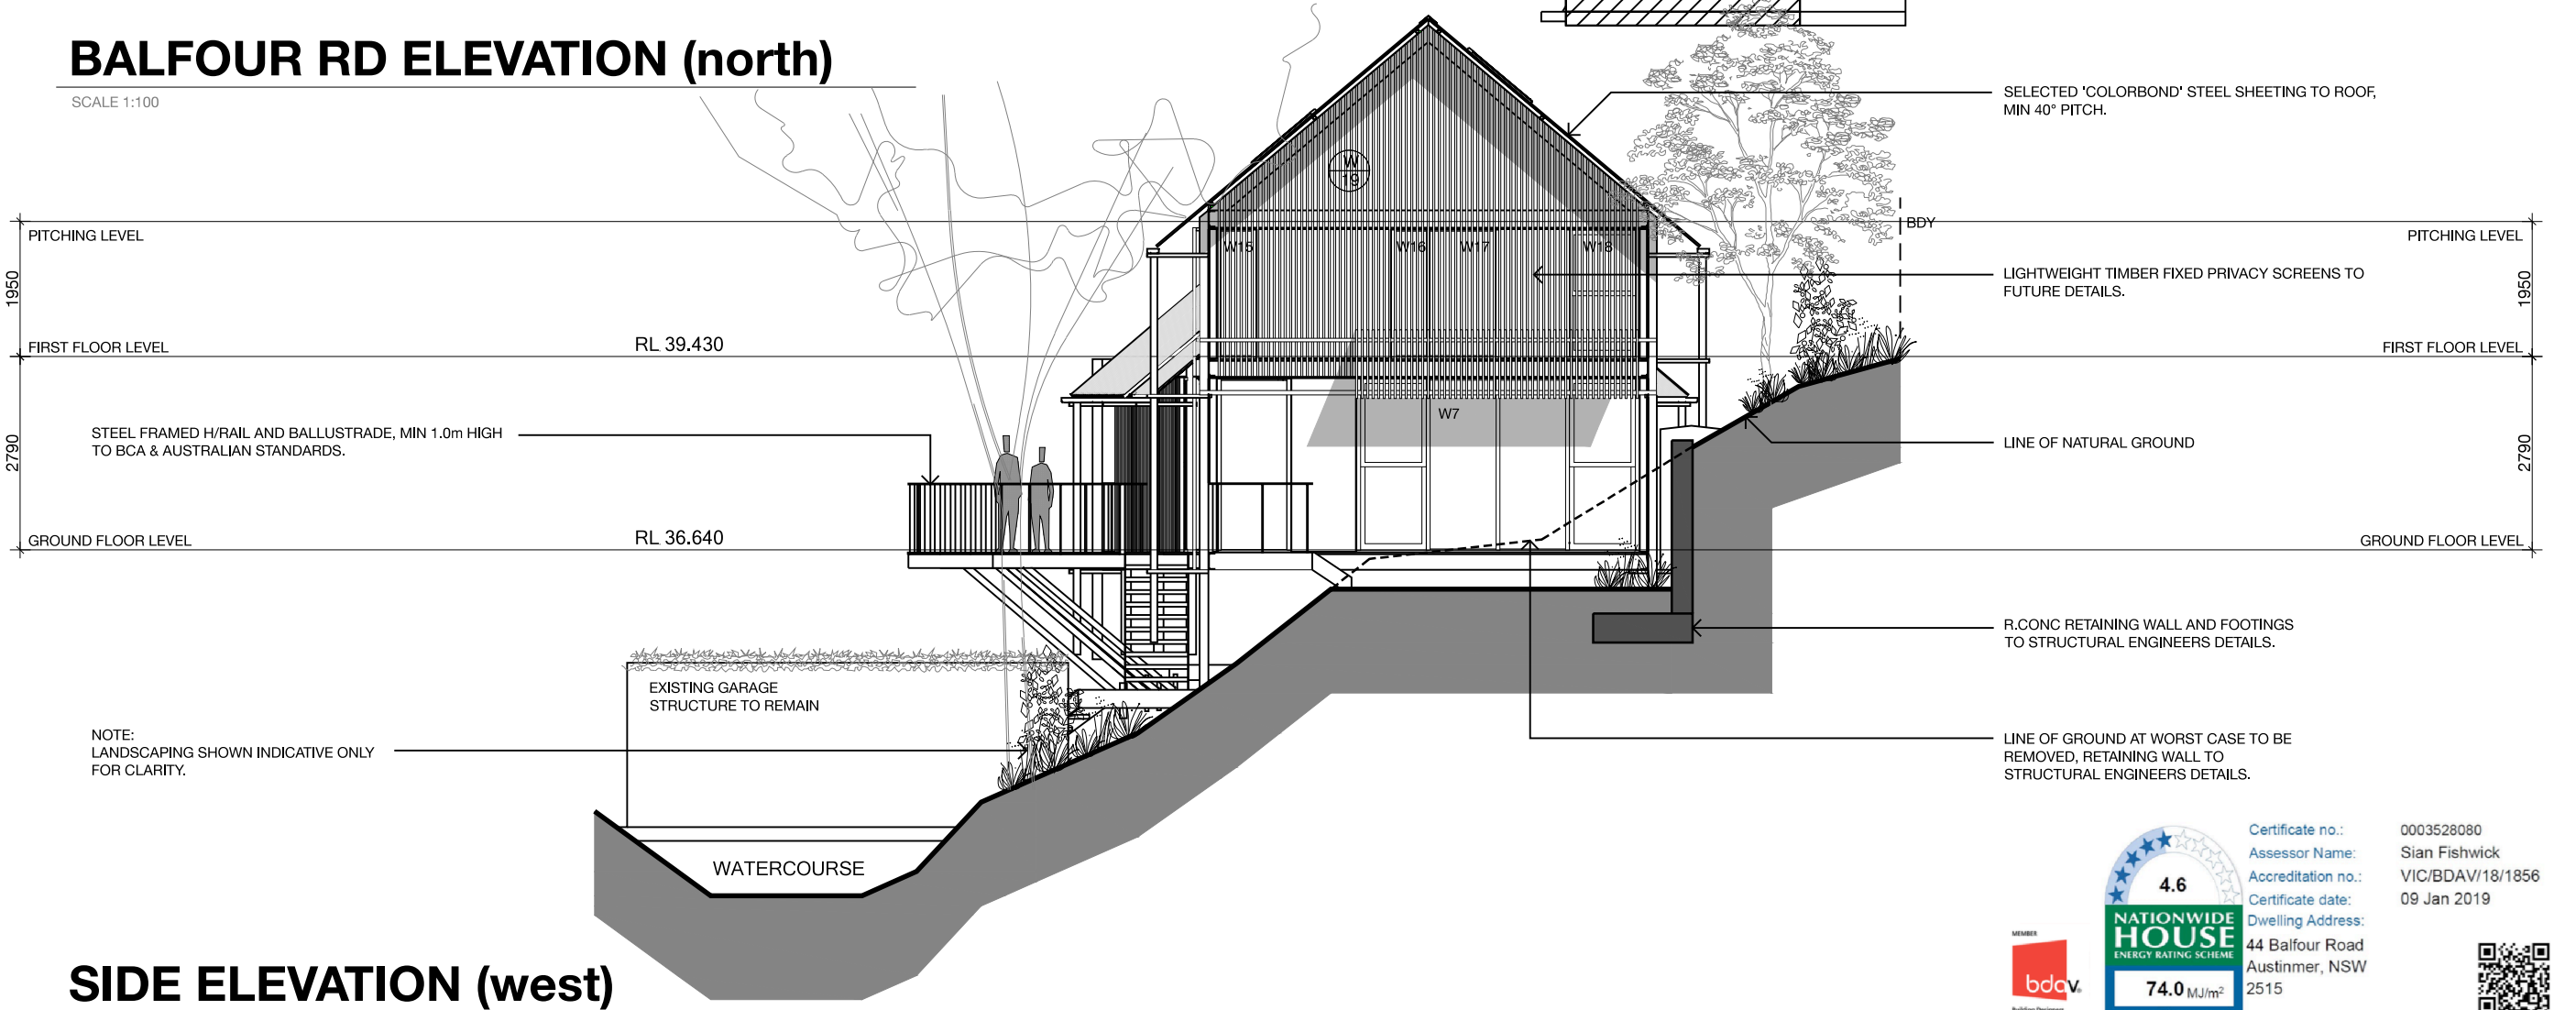 BALFOUR RD ELEVATION (north)
SCALE 1:100
SELECTED 'COLORBOND' STEEL SHEETING TO ROOF,
MIN 40° PITCH.
W
19
BDY
PITCHING LEVEL
PITCHING LEVEL
W15
W16
W17
W18
1950
1950
LIGHTWEIGHT TIMBER FIXED PRIVACY SCREENS TO
FUTURE DETAILS.
FIRST FLOOR LEVEL
RL 39.430
FIRST FLOOR LEVEL
W7
STEEL FRAMED H/RAIL AND BALLUSTRADE, MIN 1.0m HIGH
TO BCA & AUSTRALIAN STANDARDS.
2790
2790
LINE OF NATURAL GROUND
GROUND FLOOR LEVEL
RL 36.640
GROUND FLOOR LEVEL
R.CONC RETAINING WALL AND FOOTINGS
TO STRUCTURAL ENGINEERS DETAILS.
EXISTING GARAGE
STRUCTURE TO REMAIN
NOTE:
LANDSCAPING SHOWN INDICATIVE ONLY
FOR CLARITY.
LINE OF GROUND AT WORST CASE TO BE
REMOVED, RETAINING WALL TO
STRUCTURAL ENGINEERS DETAILS.
WATERCOURSE
SIDE ELEVATION (west)
MEMBER
bdav.
Building Designers
4.6
NATIONWIDE
HOUSE
ENERGY RATING SCHEME
74.0 MJ/m²
Certificate no.: 0003528080
Assessor Name: Sian Fishwick
Accreditation no.: VIC/BDAV/18/1856
Certificate date: 09 Jan 2019
Dwelling Address:
44 Balfour Road
Austinmer, NSW
2515